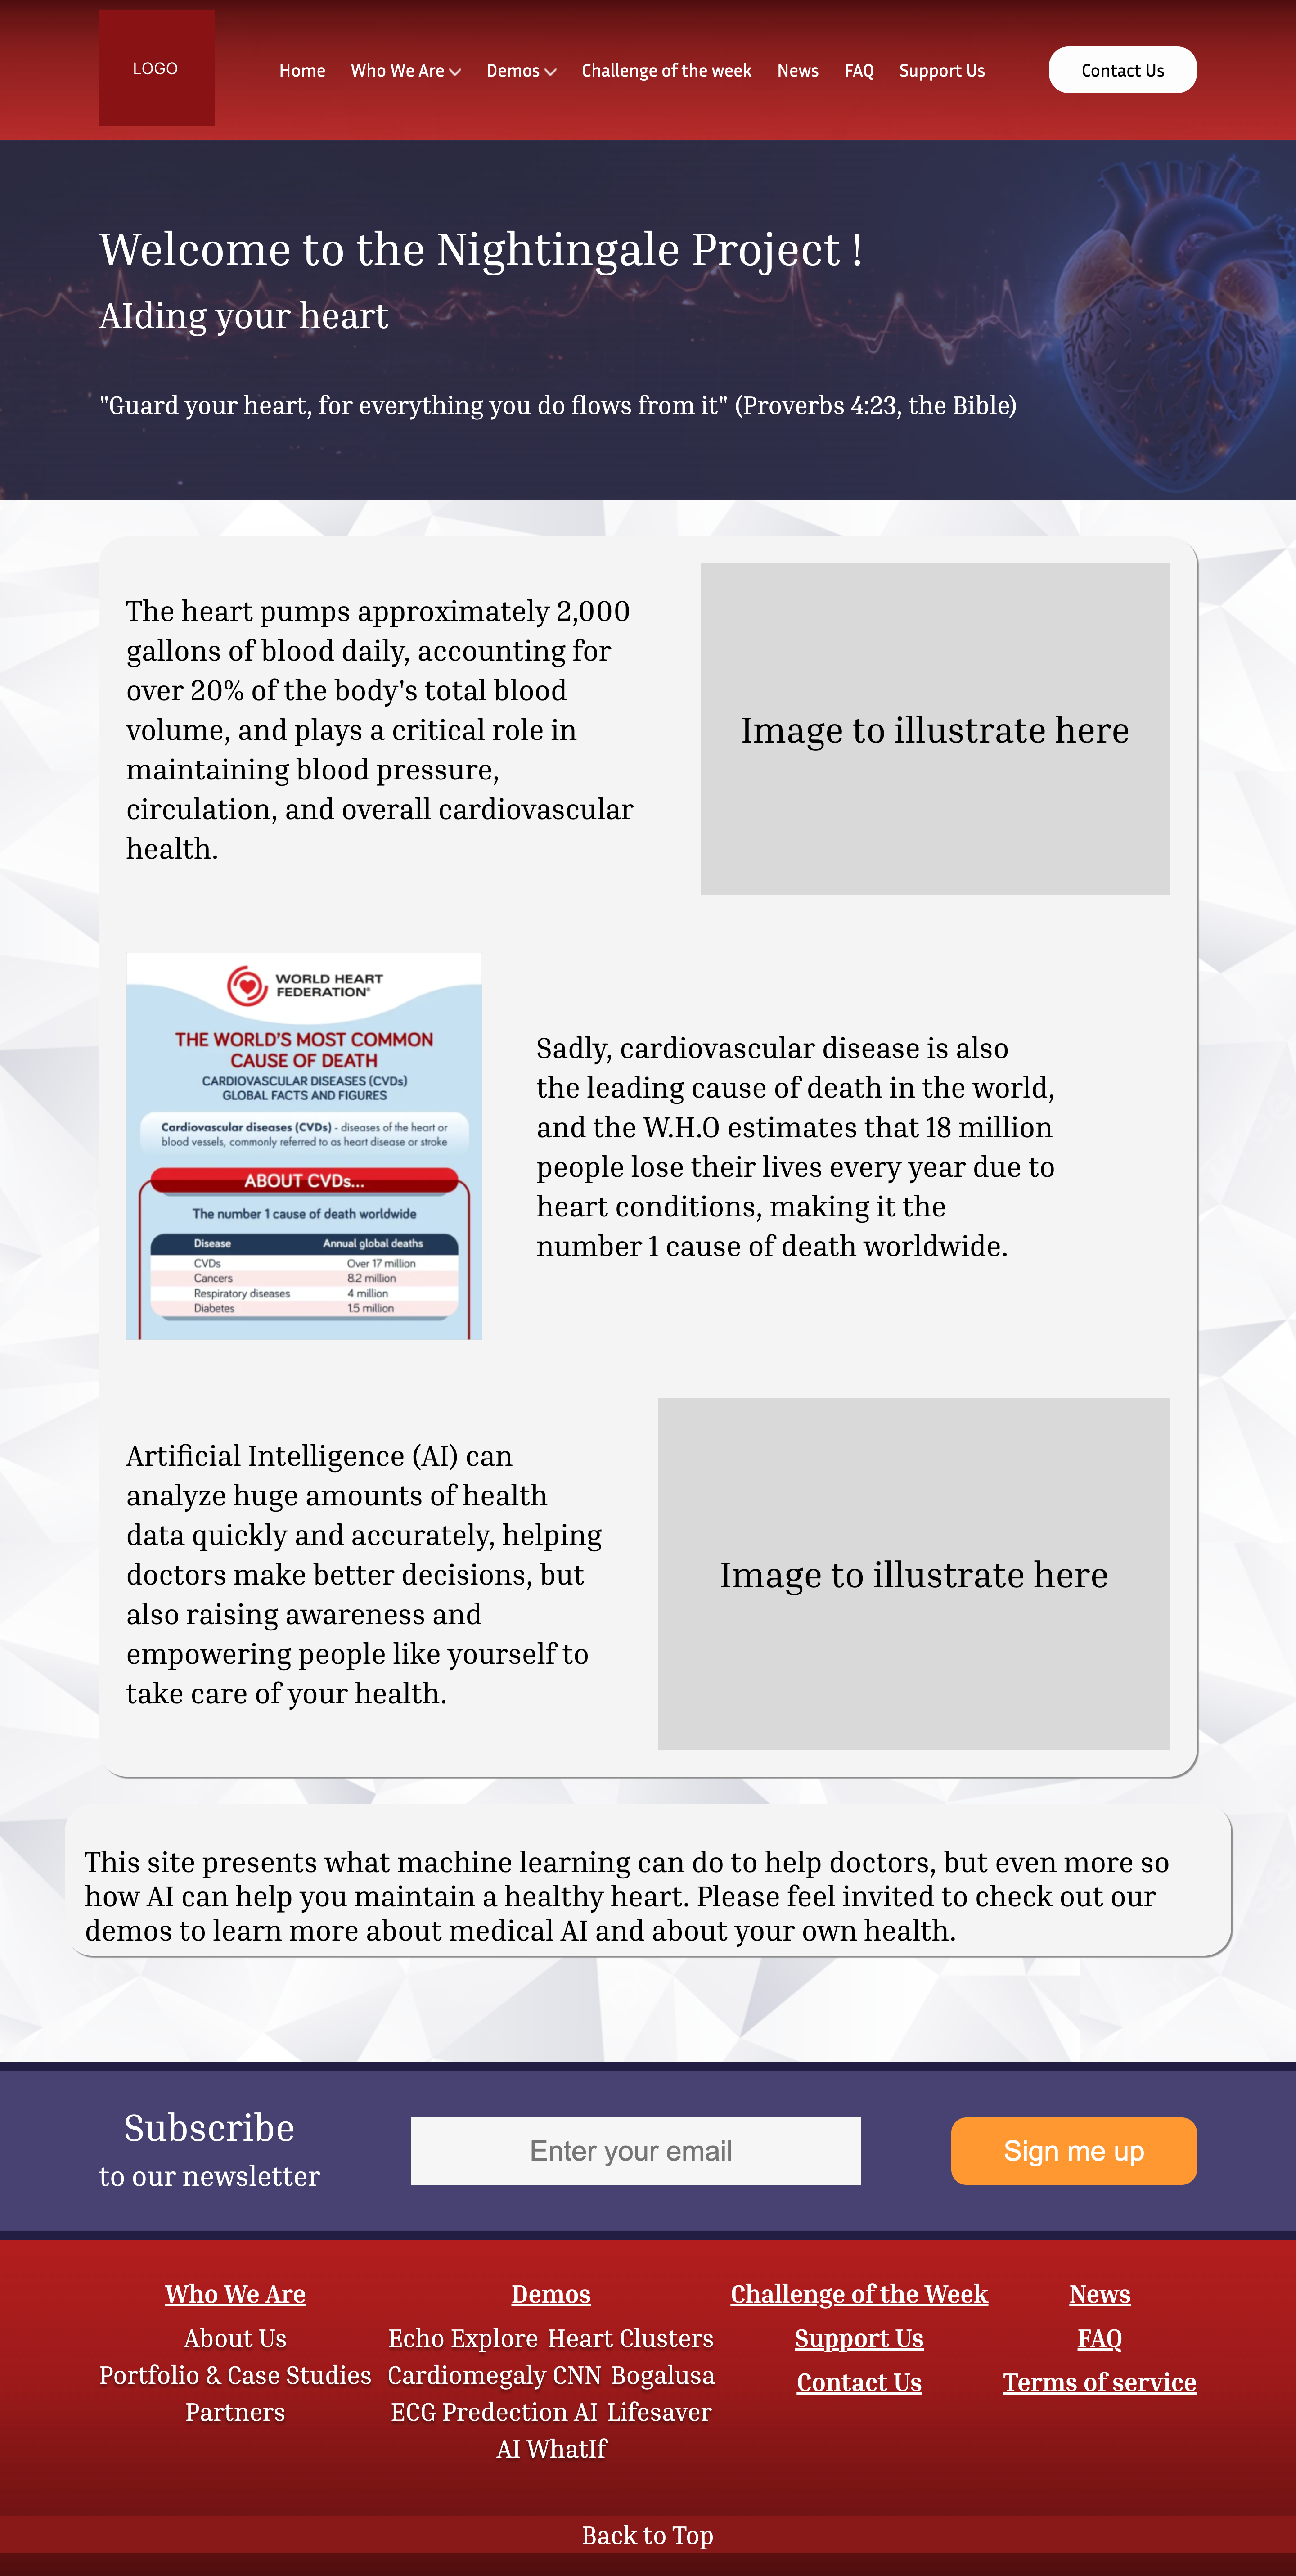 LOGO
Home Who We Are Demos Challenge of the week News FAQ Support Us Contact Us
Welcome to the Nightingale Project !
AIding your heart
"Guard your heart, for everything you do flows from it" (Proverbs 4:23, the Bible)
The heart pumps approximately 2,000
gallons of blood daily, accounting for
over 20% of the body's total blood
volume, and plays a critical role in
maintaining blood pressure,
circulation, and overall cardiovascular
health.
Image to illustrate here
WORLD HEART
FEDERATION®
THE WORLD'S MOST COMMON
CAUSE OF DEATH
CARDIOVASCULAR DISEASES (CVDs)
GLOBAL FACTS AND FIGURES
Cardiovascular diseases (CVDs) - diseases of the heart or
blood vessels, commonly referred to as heart disease or stroke
ABOUT CVDs...
The number 1 cause of death worldwide
Disease Annual global deaths
CVDs Over 17 million
Cancers 8.2 million
Respiratory diseases 4 million
Diabetes 1.5 million
Sadly, cardiovascular disease is also
the leading cause of death in the world,
and the W.H.O estimates that 18 million
people lose their lives every year due to
heart conditions, making it the
number 1 cause of death worldwide.
Artificial Intelligence (AI) can
analyze huge amounts of health
data quickly and accurately, helping
doctors make better decisions, but
also raising awareness and
empowering people like yourself to
take care of your health.
Image to illustrate here
This site presents what machine learning can do to help doctors, but even more so
how AI can help you maintain a healthy heart. Please feel invited to check out our
demos to learn more about medical AI and about your own health.
Subscribe
to our newsletter
Enter your email
Sign me up
Who We Are
About Us
Portfolio & Case Studies
Partners
Demos
Echo Explore Heart Clusters
Cardiomegaly CNN Bogalusa
ECG Predection AI Lifesaver
AI WhatIf
Challenge of the Week
Support Us
Contact Us
News
FAQ
Terms of service
Back to Top